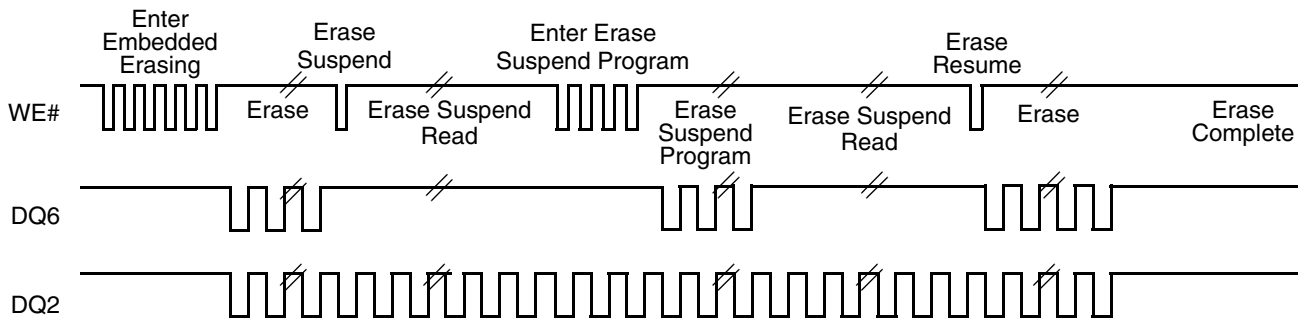 Enter
Embedded
Erasing
Erase
Suspend
Enter Erase
Suspend Program
Erase
Resume
WE#
Erase
Erase Suspend
Read
Erase
Suspend
Program
Erase Suspend
Read
Erase
Erase
Complete
DQ6
DQ2